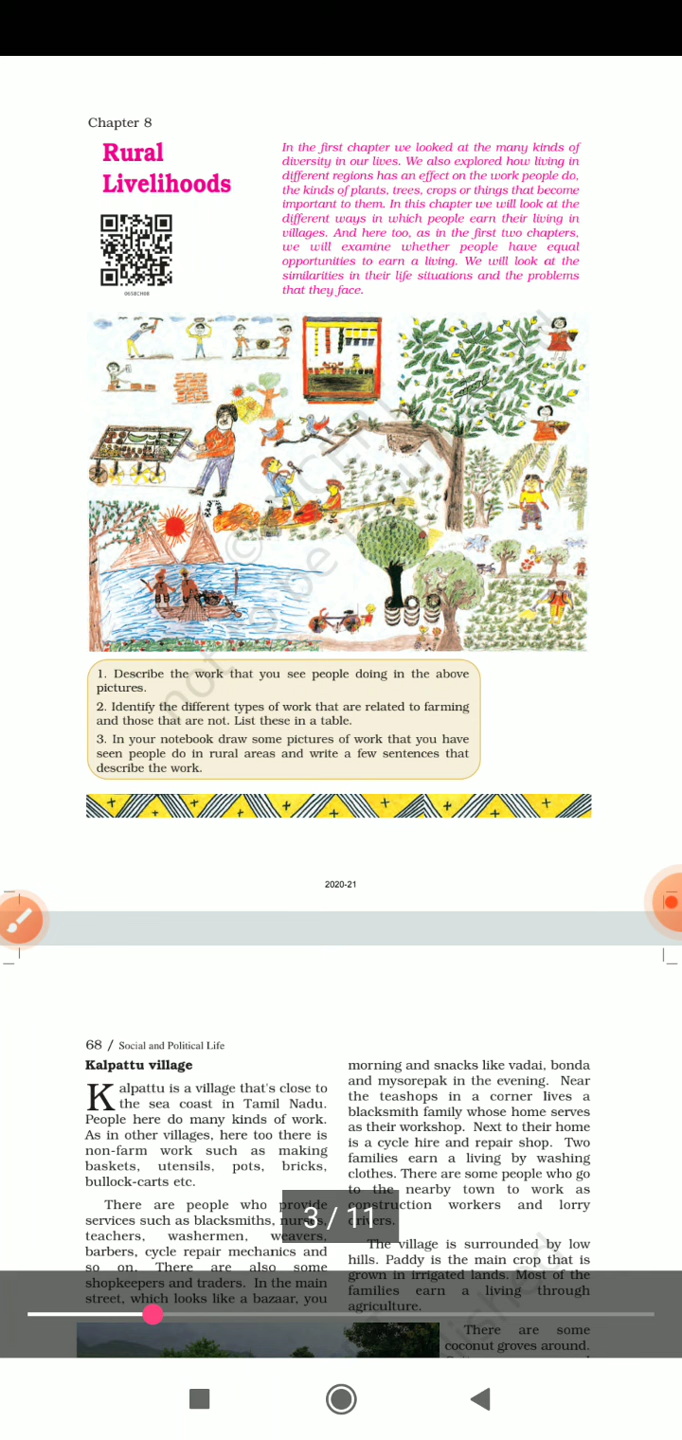 Chapter 8
Rural
Livelihoods
In the first chapter we looked at the many kinds of
diversity in our lives. We also explored how living in
different regions has an effect on the work people do,
the kinds of plants, trees, crops or things that become
important to them. In this chapter we will look at the
different ways in which people earn their living in
villages. And here too, as in the first two chapters,
we will examine whether people have equal
opportunities to earn a living. We will look at the
similarities in their life situations and the problems
that they face.
1. Describe the work that you see people doing in the above
pictures.
2. Identify the different types of work that are related to farming
and those that are not. List these in a table.
3. In your notebook draw some pictures of work that you have
seen people do in rural areas and write a few sentences that
describe the work.
2020-21
68 / Social and Political Life
Kalpattu village
Kalpattu is a village that's close to
the sea coast in Tamil Nadu.
People here do many kinds of work.
As in other villages, here too there is
non-farm work such as making
baskets, utensils, pots, bricks,
bullock-carts etc.
There are people who provide
services such as blacksmiths, nurses,
teachers, washermen, weavers,
barbers, cycle repair mechanics and
so on. There are also some
shopkeepers and traders. In the main
street, which looks like a bazaar, you
morning and snacks like vadai, bonda
and mysorepak in the evening. Near
the teashops in a corner lives a
blacksmith family whose home serves
as their workshop. Next to their home
is a cycle hire and repair shop. Two
families earn a living by washing
clothes. There are some people who go
to the nearby town to work as
construction workers and lorry
drivers.
The village is surrounded by low
hills. Paddy is the main crop that is
grown in irrigated lands. Most of the
families earn a living through
agriculture.
There are some
coconut groves around.
3 / 11